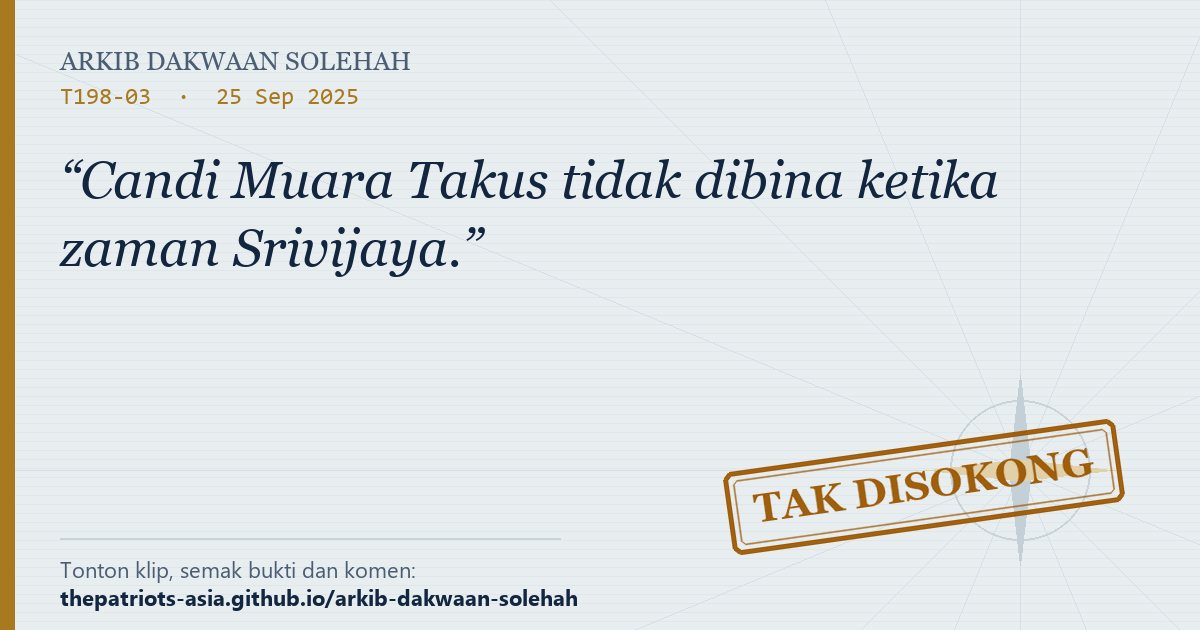 ARKIB DAKWAAN SOLEHAH
T198-03 · 25 Sep 2025
“Candi Muara Takus tidak dibina ketika
zaman Srivijaya.”
TAK DISOKONG
Tonton klip, semak bukti dan komen:
thepatriots-asia.github.io/arkib-dakwaan-solehah